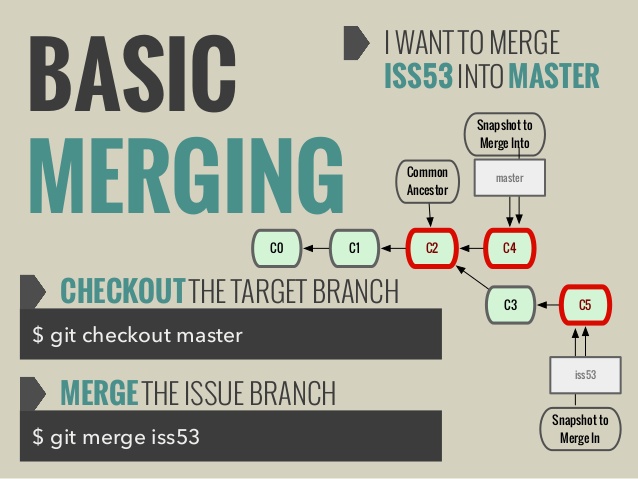 BASIC
MERGING
I WANT TO MERGE
ISS53 INTO MASTER
Snapshot to
Merge Into
Common
Ancestor
master
C0
C1
C2
C4
C3
C5
iss53
Snapshot to
Merge In
CHECKOUT THE TARGET BRANCH
$ git checkout master
MERGE THE ISSUE BRANCH
$ git merge iss53